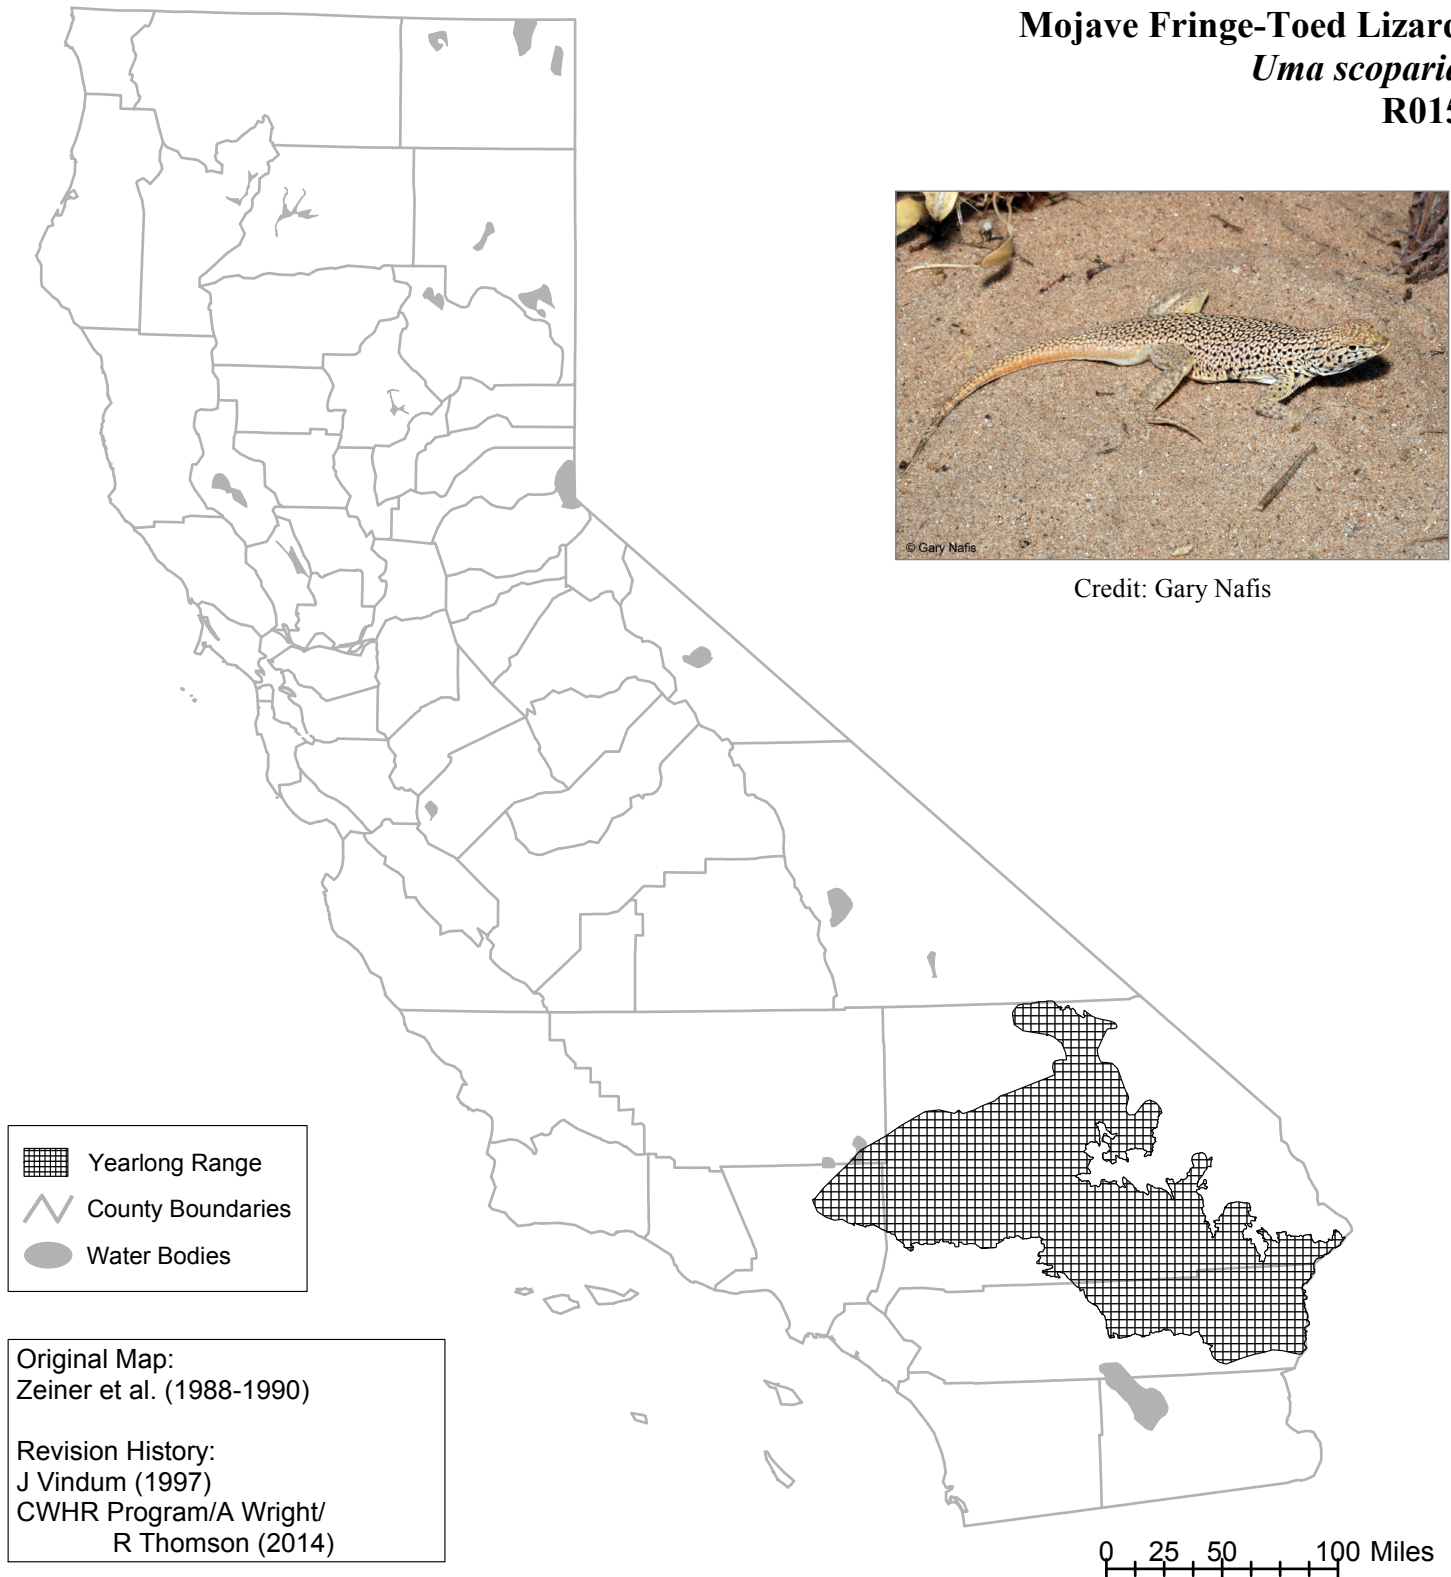 Mojave Fringe-Toed Lizard
Uma scoparia
R015
© Gary Nafis
Credit: Gary Nafis
Yearlong Range
County Boundaries
Water Bodies
Original Map:
Zeiner et al. (1988-1990)
Revision History:
J Vindum (1997)
CWHR Program/A Wright/
R Thomson (2014)
0 25 50 100 Miles